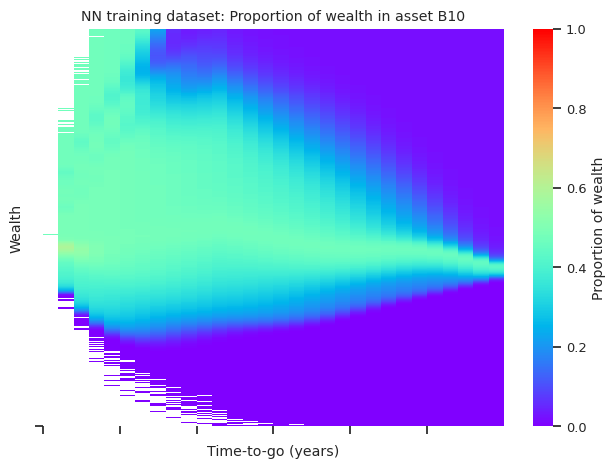 NN training dataset: Proportion of wealth in asset B10
Wealth
Time-to-go (years)
1.0
0.8
0.6
0.4
0.2
0.0
Proportion of wealth